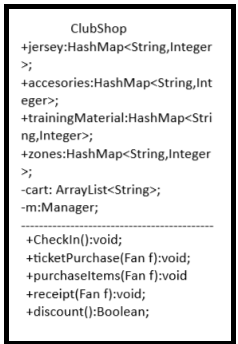 ClubShop
+jersey:HashMap<String,Integer
>;
+accesories:HashMap<String,Int
eger>;
+trainingMaterial:HashMap<Stri
ng,Integer>;
+zones:HashMap<String,Integer
>;
-cart: ArrayList<String>;
-m:Manager;
------------------------------------------
+CheckIn():void;
+ticketPurchase(Fan f):void;
+purchaseItems(Fan f):void
+receipt(Fan f):void;
+discount():Boolean;